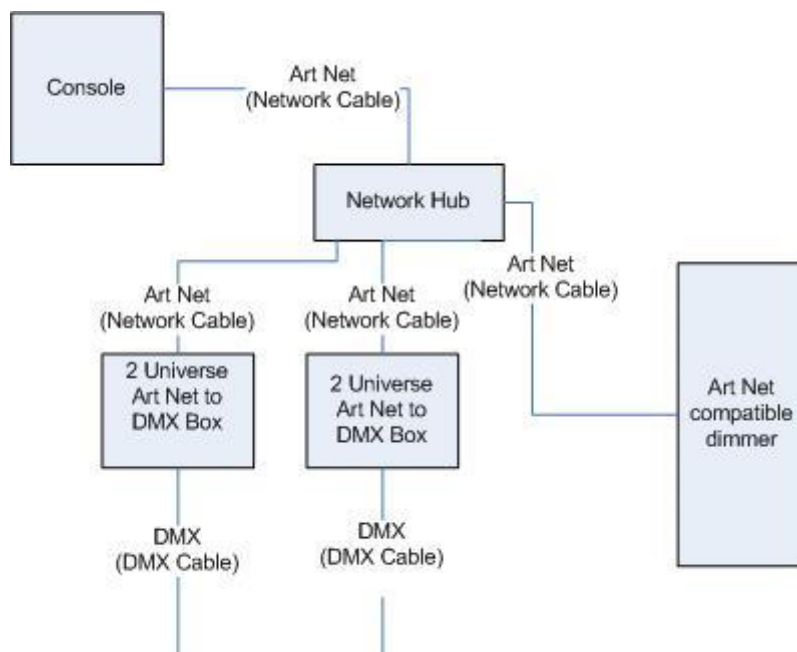 Console
Art Net
(Network Cable)
Network Hub
Art Net
(Network Cable)
Art Net
(Network Cable)
Art Net
(Network Cable)
2 Universe
Art Net to
DMX Box
2 Universe
Art Net to
DMX Box
Art Net
compatible
dimmer
DMX
(DMX Cable)
DMX
(DMX Cable)